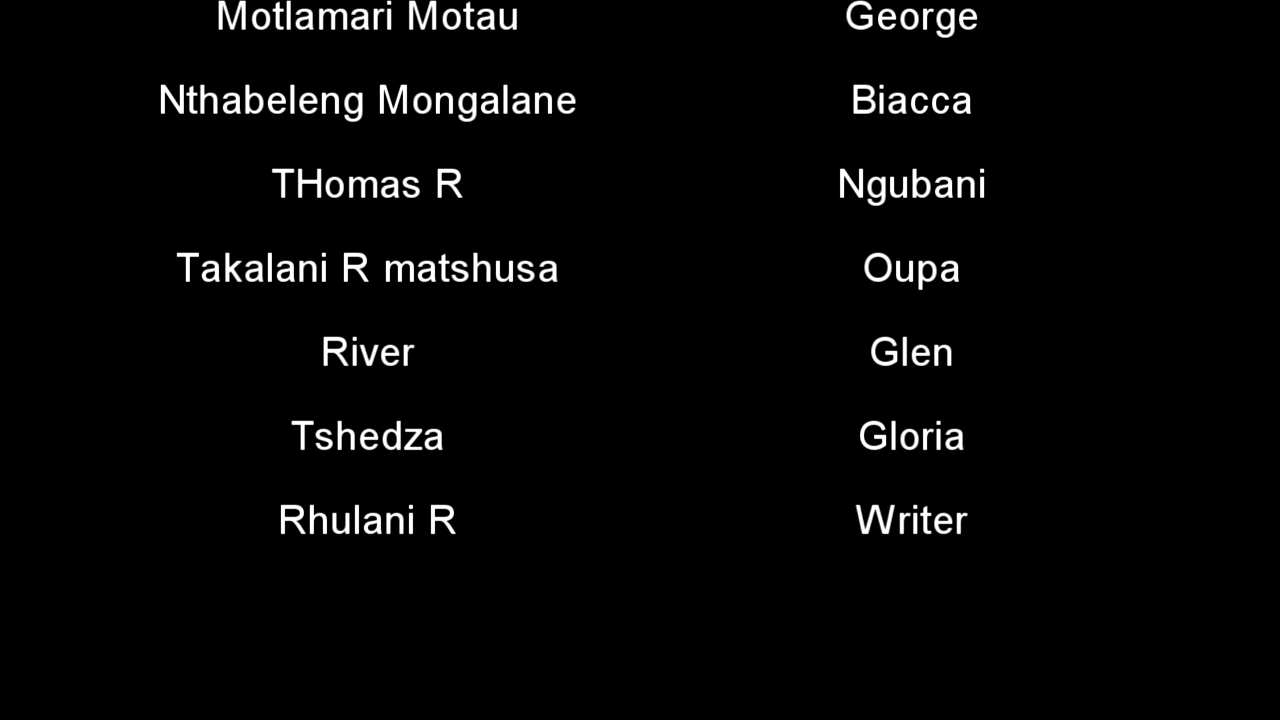 Motlamari Motau George
Nthabeleng Mongalane Biacca
THomas R Ngubani
Takalani R matshusa Oupa
River Glen
Tshedza Gloria
Rhulani R Writer